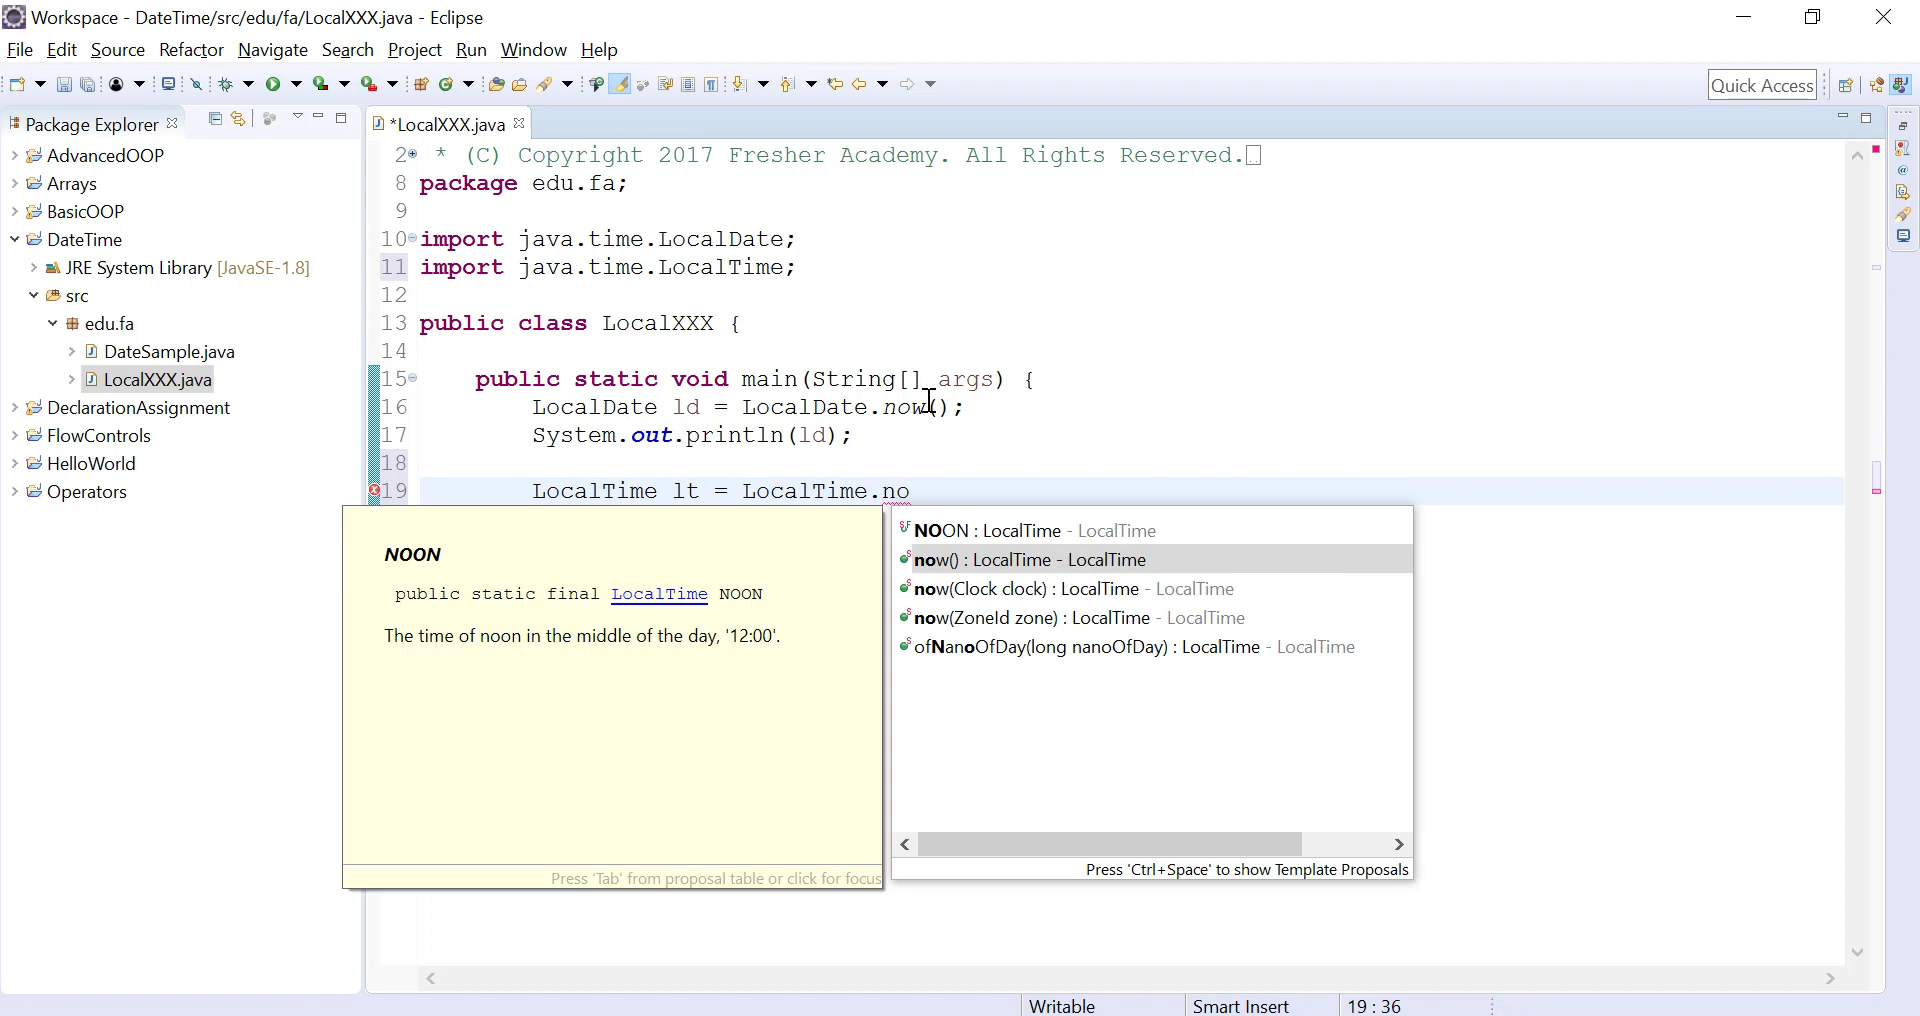 Workspace - DateTime/src/edu/fa/LocalXXX.java - Eclipse
File Edit Source Refactor Navigate Search Project Run Window Help
Quick Access
Package Explorer
AdvancedOOP
Arrays
BasicOOP
DateTime
JRE System Library [JavaSE-1.8]
src
edu.fa
DateSample.java
LocalXXX.java
DeclarationAssignment
FlowControls
HelloWorld
Operators
*LocalXXX.java
2 * (C) Copyright 2017 Fresher Academy. All Rights Reserved.
8 package edu.fa;
9
10 import java.time.LocalDate;
11 import java.time.LocalTime;
12
13 public class LocalXXX {
14
15 public static void main(String[] args) {
16 LocalDate ld = LocalDate.now();
17 System.out.println(ld);
18
19 LocalTime lt = LocalTime.no
NOON
public static final LocalTime NOON
The time of noon in the middle of the day, '12:00'.
Press 'Tab' from proposal table or click for focus
NOON : LocalTime - LocalTime
now() : LocalTime - LocalTime
now(Clock clock) : LocalTime - LocalTime
now(ZoneId zone) : LocalTime - LocalTime
ofNanoOfDay(long nanoOfDay) : LocalTime - LocalTime
Press 'Ctrl+Space' to show Template Proposals
Writable Smart Insert 19 : 36